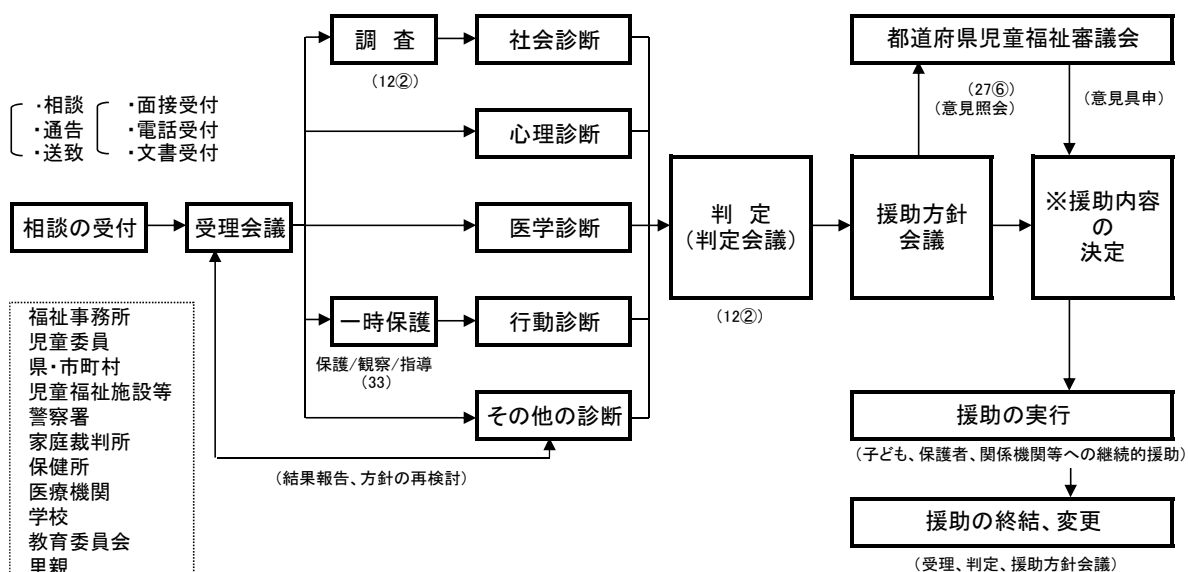 ・相談
・通告
・送致
・面接受付
・電話受付
・文書受付
相談の受付
受理会議
調 査
(12②)
社会診断
心理診断
医学診断
一時保護
保護/観察/指導
(33)
行動診断
その他の診断
(結果報告、方針の再検討)
判 定
(判定会議)
(12②)
援助方針
会議
都道府県児童福祉審議会
(27⑥)
(意見照会)
(意見具申)
※援助内容
の
決定
援助の実行
(子ども、保護者、関係機関等への継続的援助)
援助の終結、変更
(受理、判定、援助方針会議)
福祉事務所
児童委員
県・市町村
児童福祉施設等
警察署
家庭裁判所
保健所
医療機関
学校
教育委員会
里親